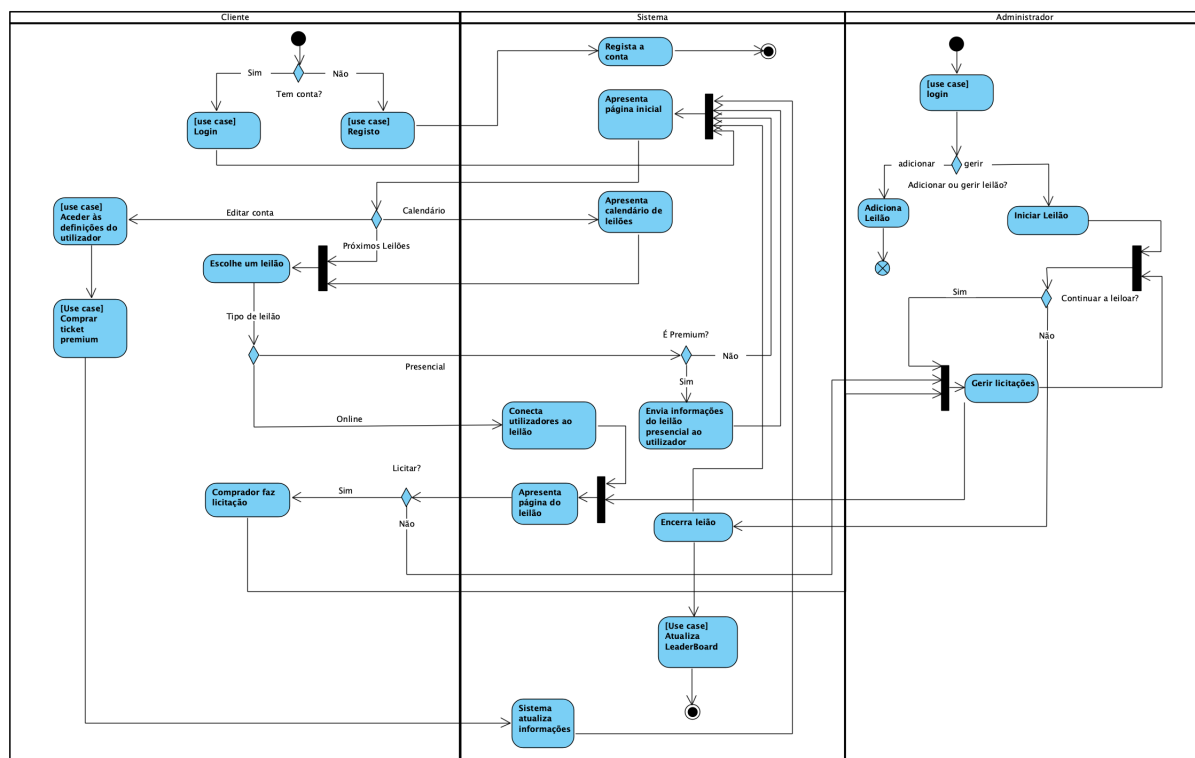 Cliente
Sistema
Administrador
Regista a
conta
Sim
Não
Tem conta?
[use case]
login
Apresenta
página inicial
[use case]
Login
[use case]
Registo
adicionar
gerir
Adicionar ou gerir leilão?
[use case]
Aceder às
definições do
utilizador
Editar conta
Calendário
Apresenta
calendário de
leilões
Adiciona
Leilão
Iniciar Leilão
Próximos Leilões
Escolhe um leilão
Sim
Continuar a leiloar?
[Use case]
Comprar
ticket
premium
Tipo de leilão
É Premium?
Não
Não
Presencial
Sim
Gerir licitações
Online
Conecta
utilizadores ao
leilão
Envia informações
do leilão
presencial ao
utilizador
Licitar?
Comprador faz
licitação
Sim
Apresenta
página do
leilão
Não
Encerra leião
[Use case]
Atualiza
LeaderBoard
Sistema
atualiza
informações